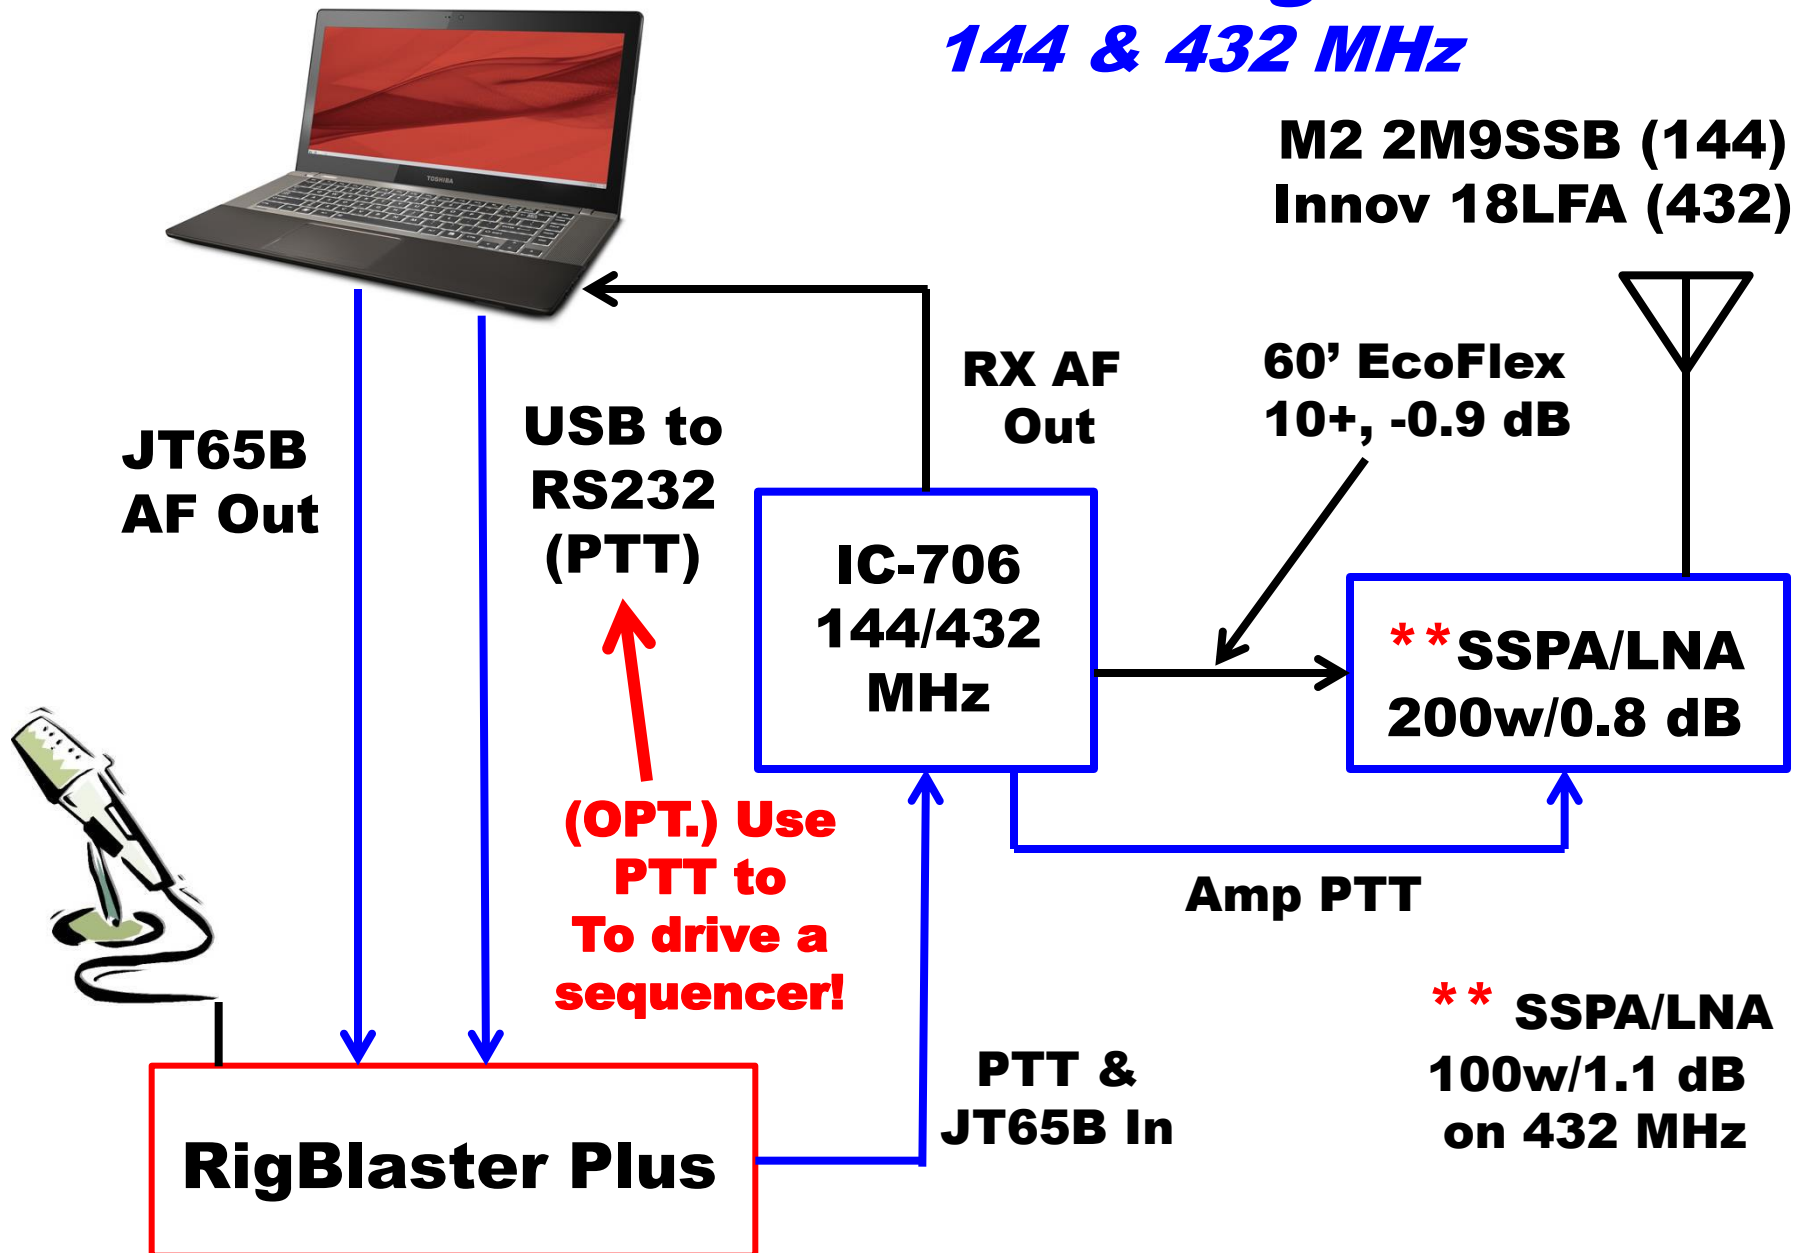 144 & 432 MHz
TOSHIBA
M2 2M9SSB (144)
Innov 18LFA (432)
RX AF
Out
60’ EcoFlex
10+, -0.9 dB
JT65B
AF Out
USB to
RS232
(PTT)
IC-706
144/432
MHz
**SSPA/LNA
200w/0.8 dB
(OPT.) Use
PTT to
To drive a
sequencer!
Amp PTT
PTT &
JT65B In
** SSPA/LNA
100w/1.1 dB
on 432 MHz
RigBlaster Plus